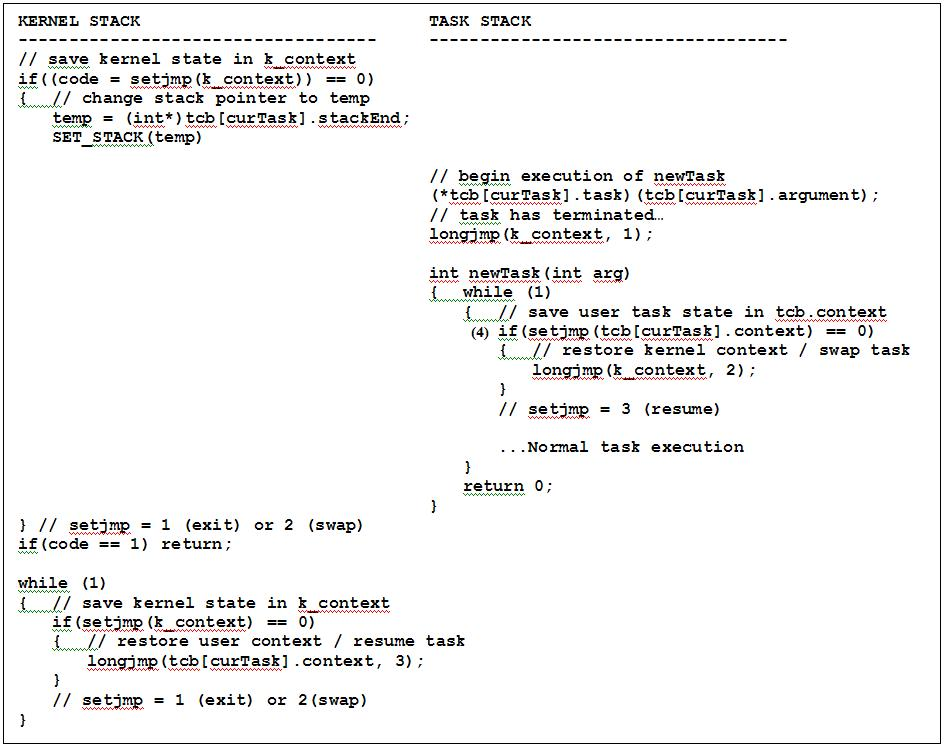 KERNEL STACK
-----------------------------------
// save kernel state in k_context
if((code = setjmp(k_context)) == 0)
{ // change stack pointer to temp
temp = (int*)tcb[curTask].stackEnd;
SET_STACK(temp)
TASK STACK
-----------------------------------
// begin execution of newTask
(*tcb[curTask].task)(tcb[curTask].argument);
// task has terminated…
longjmp(k_context, 1);
int newTask(int arg)
{ while (1)
{ // save user task state in tcb.context
(4) if(setjmp(tcb[curTask].context) == 0)
{ // restore kernel context / swap task
longjmp(k_context, 2);
}
// setjmp = 3 (resume)
...Normal task execution
}
return 0;
}
} // setjmp = 1 (exit) or 2 (swap)
if(code == 1) return;
while (1)
{ // save kernel state in k_context
if(setjmp(k_context) == 0)
{ // restore user context / resume task
longjmp(tcb[curTask].context, 3);
}
// setjmp = 1 (exit) or 2(swap)
}